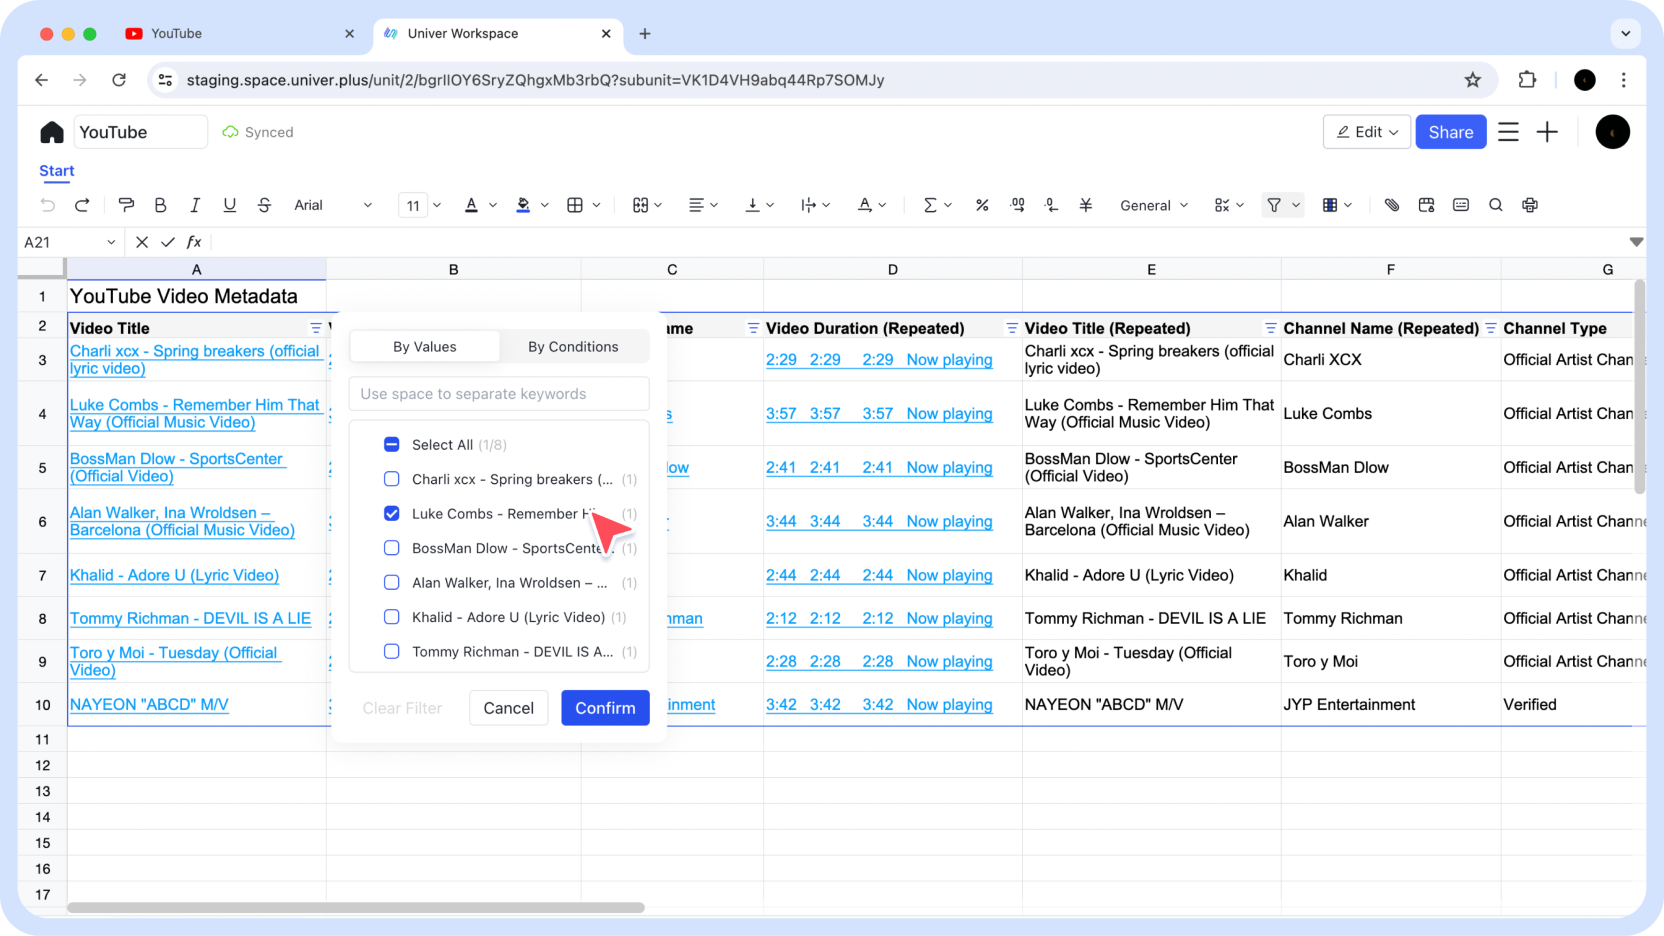 YouTube
Univer Workspace
staging.space.univer.plus/unit/2/bgrIlOY6SryZQhgxMb3rbQ?subunit=VK1D4VH9abq44Rp7SOMJy
YouTube
Synced
Edit
Share
Start
Arial
11
General
A21
fx
A B C D E F G
1 YouTube Video Metadata
2 Video Title ame Video Duration (Repeated) Video Title (Repeated) Channel Name (Repeated) Channel Type
3 Charli xcx - Spring breakers (official lyric video) 2:29 2:29 2:29 Now playing Charli xcx - Spring breakers (official lyric video) Charli XCX Official Artist Chan
4 Luke Combs - Remember Him That Way (Official Music Video) s 3:57 3:57 3:57 Now playing Luke Combs - Remember Him That Way (Official Music Video) Luke Combs Official Artist Chan
5 BossMan Dlow - SportsCenter (Official Video) low 2:41 2:41 2:41 Now playing BossMan Dlow - SportsCenter (Official Video) BossMan Dlow Official Artist Chan
6 Alan Walker, Ina Wroldsen – Barcelona (Official Music Video) 3:44 3:44 3:44 Now playing Alan Walker, Ina Wroldsen – Barcelona (Official Music Video) Alan Walker Official Artist Channe
7 Khalid - Adore U (Lyric Video) 2:44 2:44 2:44 Now playing Khalid - Adore U (Lyric Video) Khalid Official Artist Channe
8 Tommy Richman - DEVIL IS A LIE hman 2:12 2:12 2:12 Now playing Tommy Richman - DEVIL IS A LIE Tommy Richman Official Artist Channe
9 Toro y Moi - Tuesday (Official Video) 2:28 2:28 2:28 Now playing Toro y Moi - Tuesday (Official Video) Toro y Moi Official Artist Channe
10 NAYEON "ABCD" M/V inment 3:42 3:42 3:42 Now playing NAYEON "ABCD" M/V JYP Entertainment Verified
11
12
13
14
15
16
17
By Values By Conditions
Use space to separate keywords
Select All (1/8)
Charli xcx - Spring breakers (... (1)
Luke Combs - Remember H (1)
BossMan Dlow - SportsCente... (1)
Alan Walker, Ina Wroldsen – ... (1)
Khalid - Adore U (Lyric Video) (1)
Tommy Richman - DEVIL IS A... (1)
Clear Filter Cancel Confirm